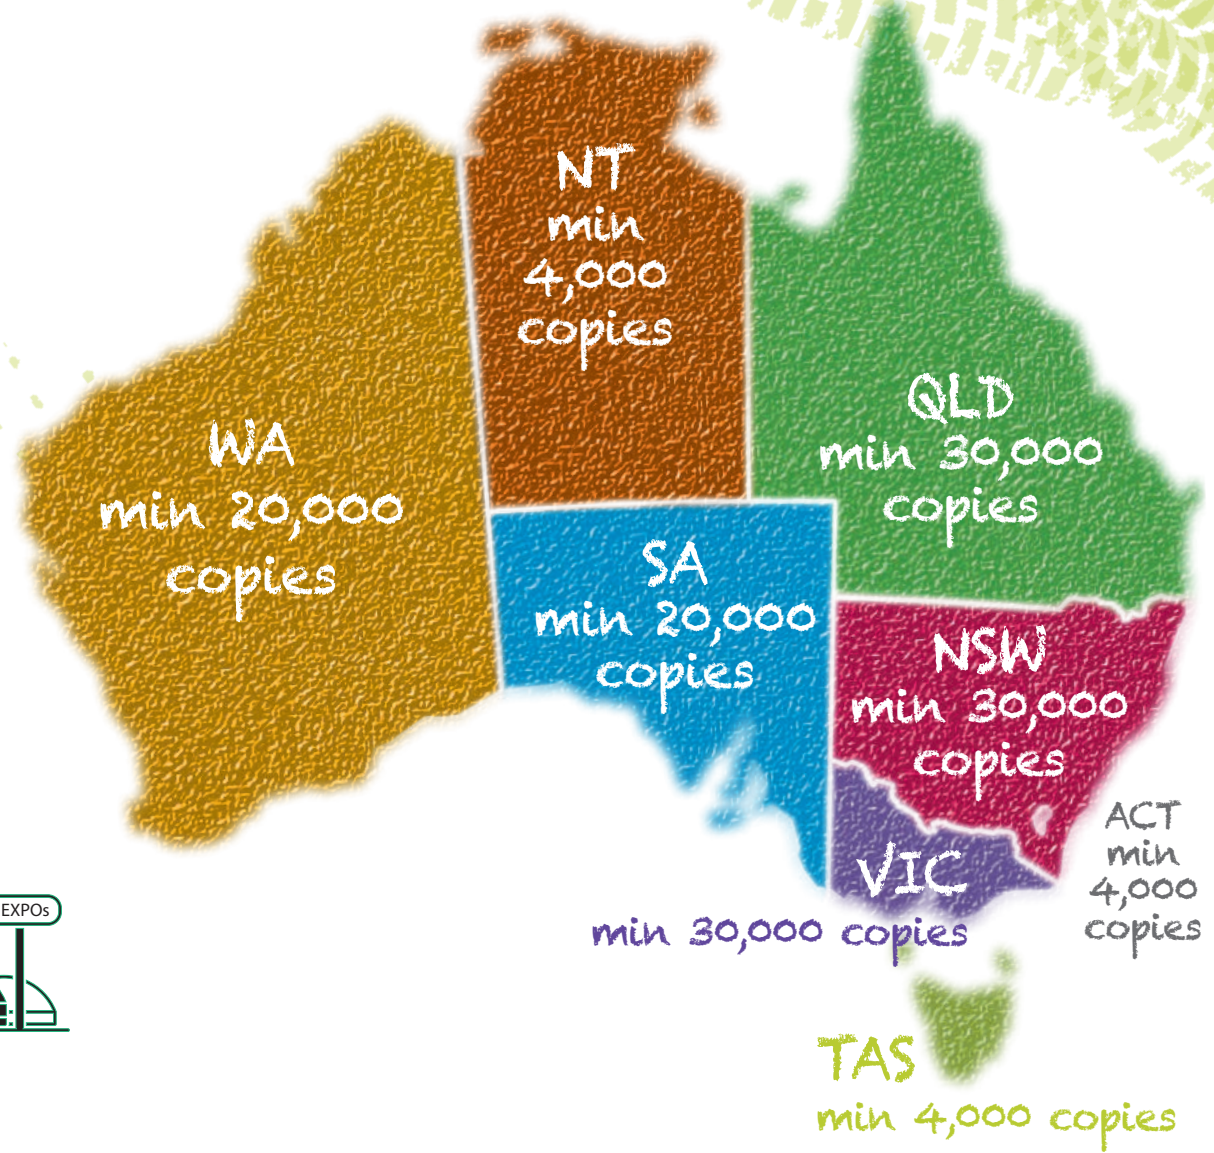 NT
min
4,000
copies
QLD
min 30,000
copies
WA
min 20,000
copies
SA
min 20,000
copies
NSW
min 30,000
copies
ACT
min
4,000
copies
VIC
min 30,000 copies
EXPOs
TAS
min 4,000 copies